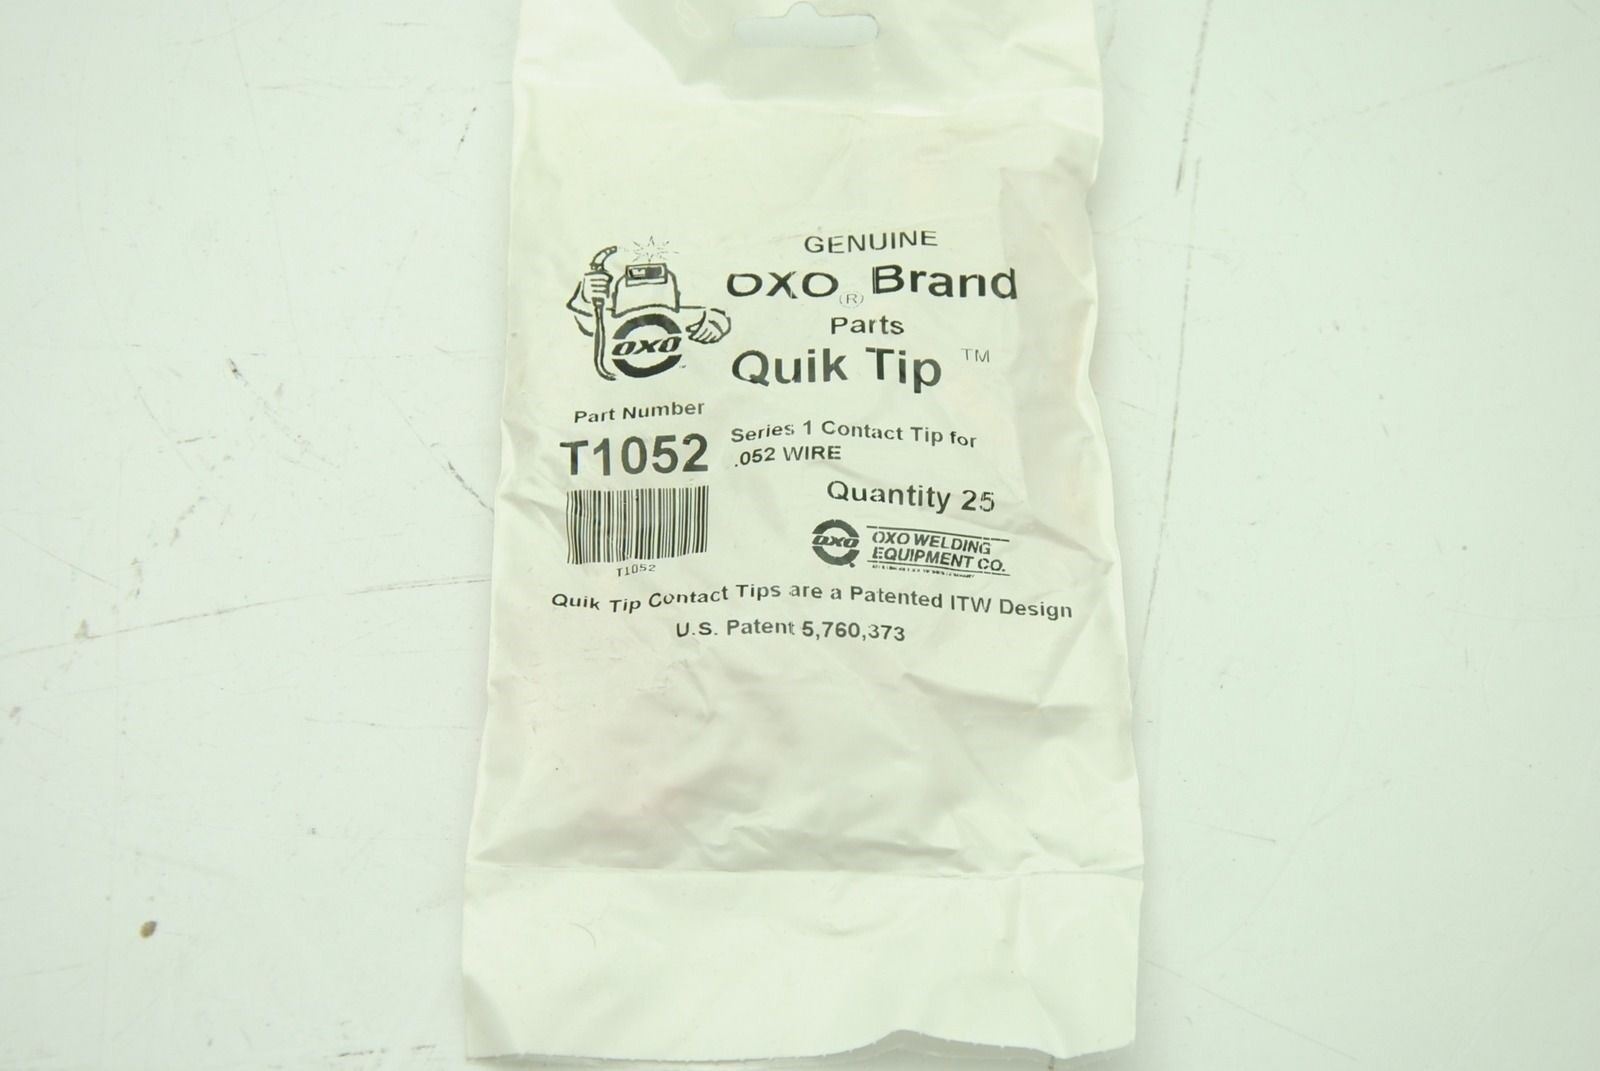 GENUINE
OXO® Brand
Parts
Quik Tip ™
OXO
Part Number
T1052
Series 1 Contact Tip for
.052 WIRE
Quantity 25
T1052
OXO
OXO WELDING
EQUIPMENT CO.
Quik Tip Contact Tips are a Patented ITW Design
U.S. Patent 5,760,373